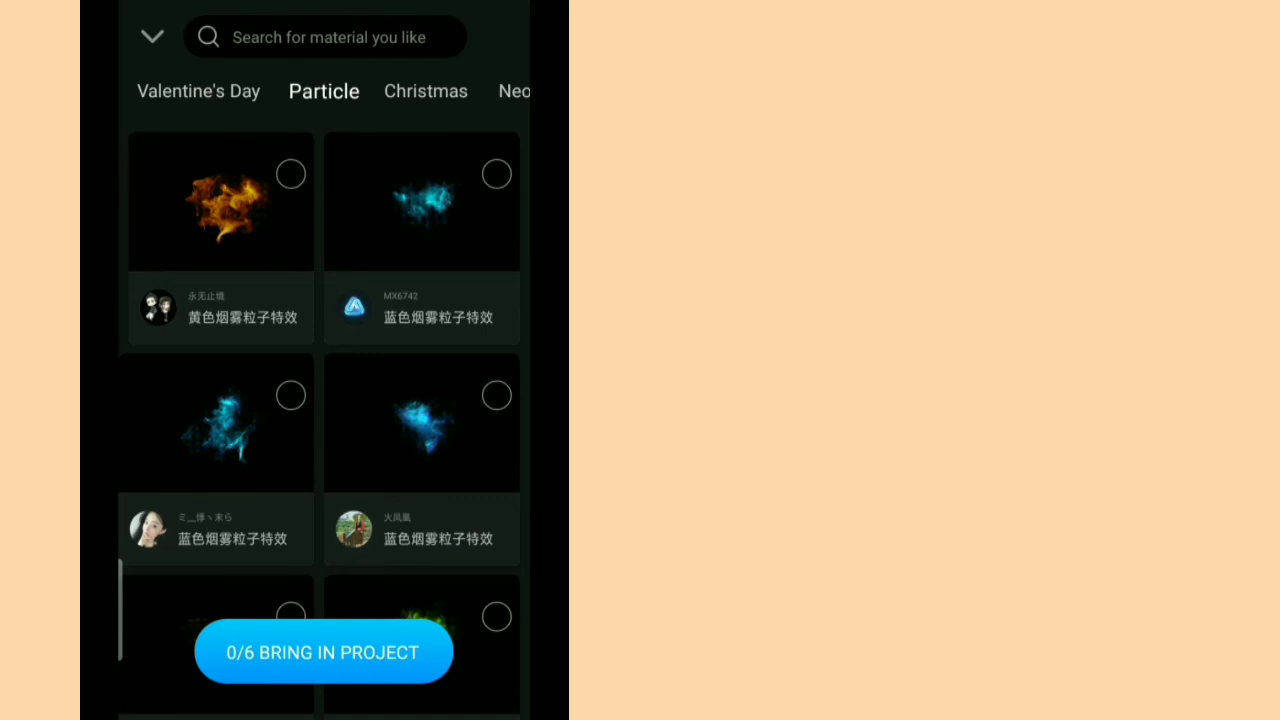 Search for material you like
Valentine's Day Particle Christmas Neo
永无止境
黄色烟雾粒子特效
MX6742
蓝色烟雾粒子特效
蓝色烟雾粒子特效
火凤凰
蓝色烟雾粒子特效
0/6 BRING IN PROJECT